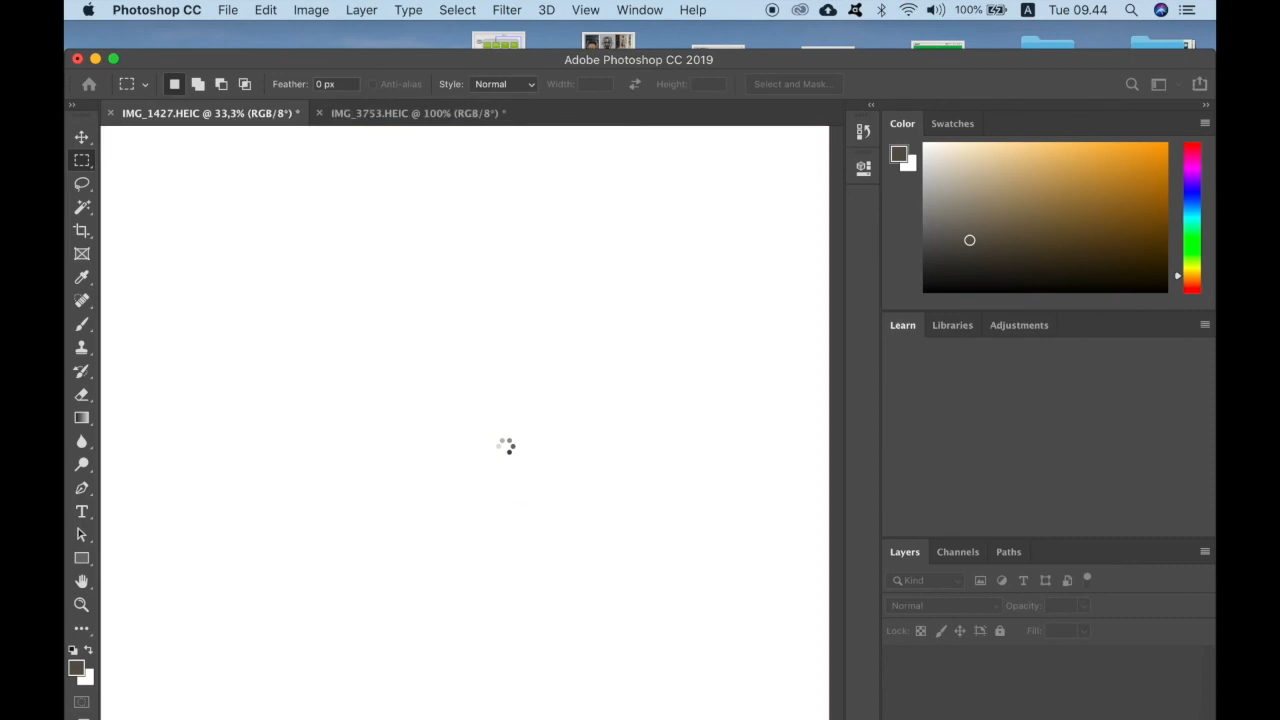 Photoshop CC File Edit Image Layer Type Select Filter 3D View Window Help 100% A Tue 09.44
Adobe Photoshop CC 2019
Feather: 0 px Anti-alias Style: Normal Width: Height: Select and Mask...
IMG_1427.HEIC @ 33,3% (RGB/8*) * IMG_3753.HEIC @ 100% (RGB/8*) *
Color Swatches
Learn Libraries Adjustments
Layers Channels Paths
Kind
Normal Opacity:
Lock: Fill: